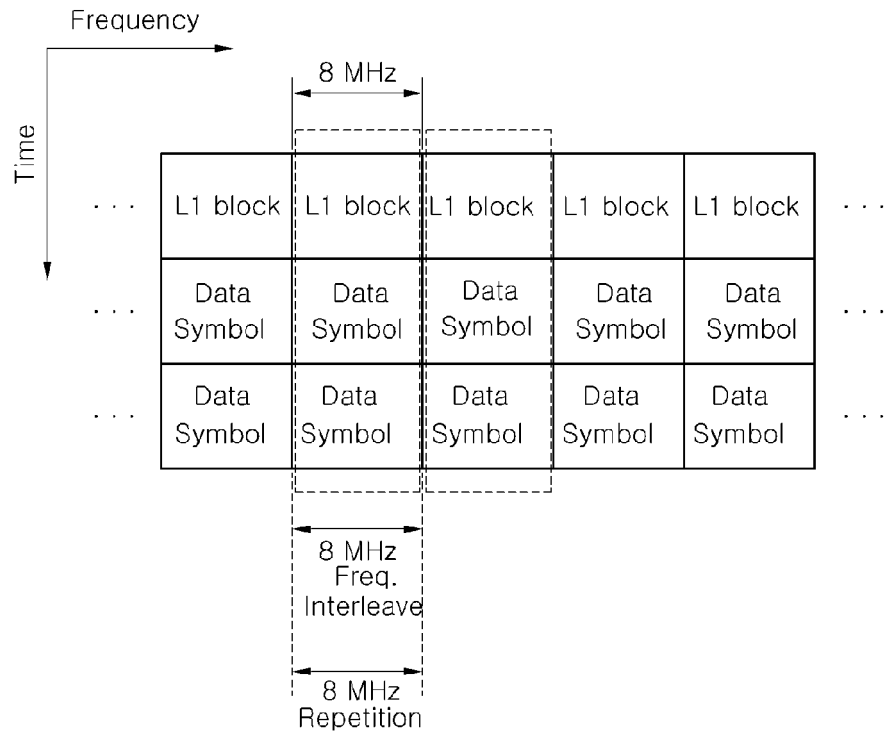 Frequency
8 MHz
Time
. . . L1 block L1 block L1 block L1 block L1 block . . .
. . . Data Symbol Data Symbol Data Symbol Data Symbol Data Symbol . . .
. . . Data Symbol Data Symbol Data Symbol Data Symbol Data Symbol . . .
8 MHz
Freq.
Interleave
8 MHz
Repetition